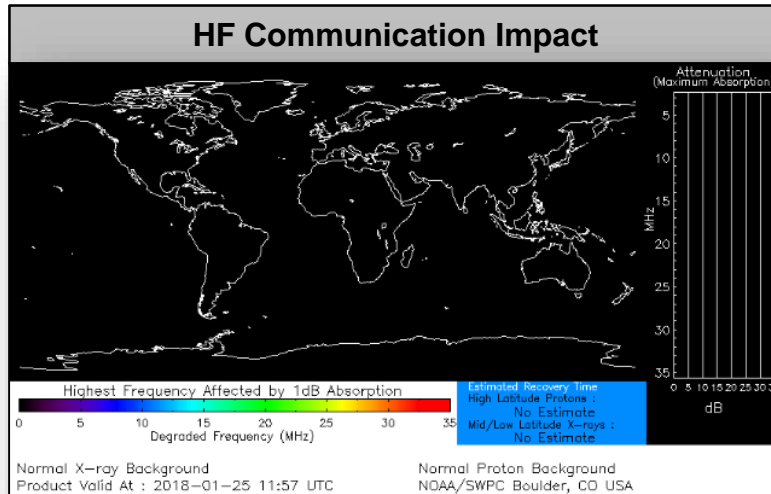 HF Communication Impact
Attenuation
(Maximum Absorption
5
10
15
20
25
30
35
MHz
0 5 10 15 20 25 30 3
dB
Highest Frequency Affected by 1dB Absorption
0 5 10 15 20 25 30 35
Degraded Frequency (MHz)
Estimated Recovery Time
High Latitude Protons :
No Estimate
Mid/Low Latitude X-rays :
No Estimate
Normal X-ray Background
Product Valid At : 2018-01-25 11:57 UTC
Normal Proton Background
NOAA/SWPC Boulder, CO USA